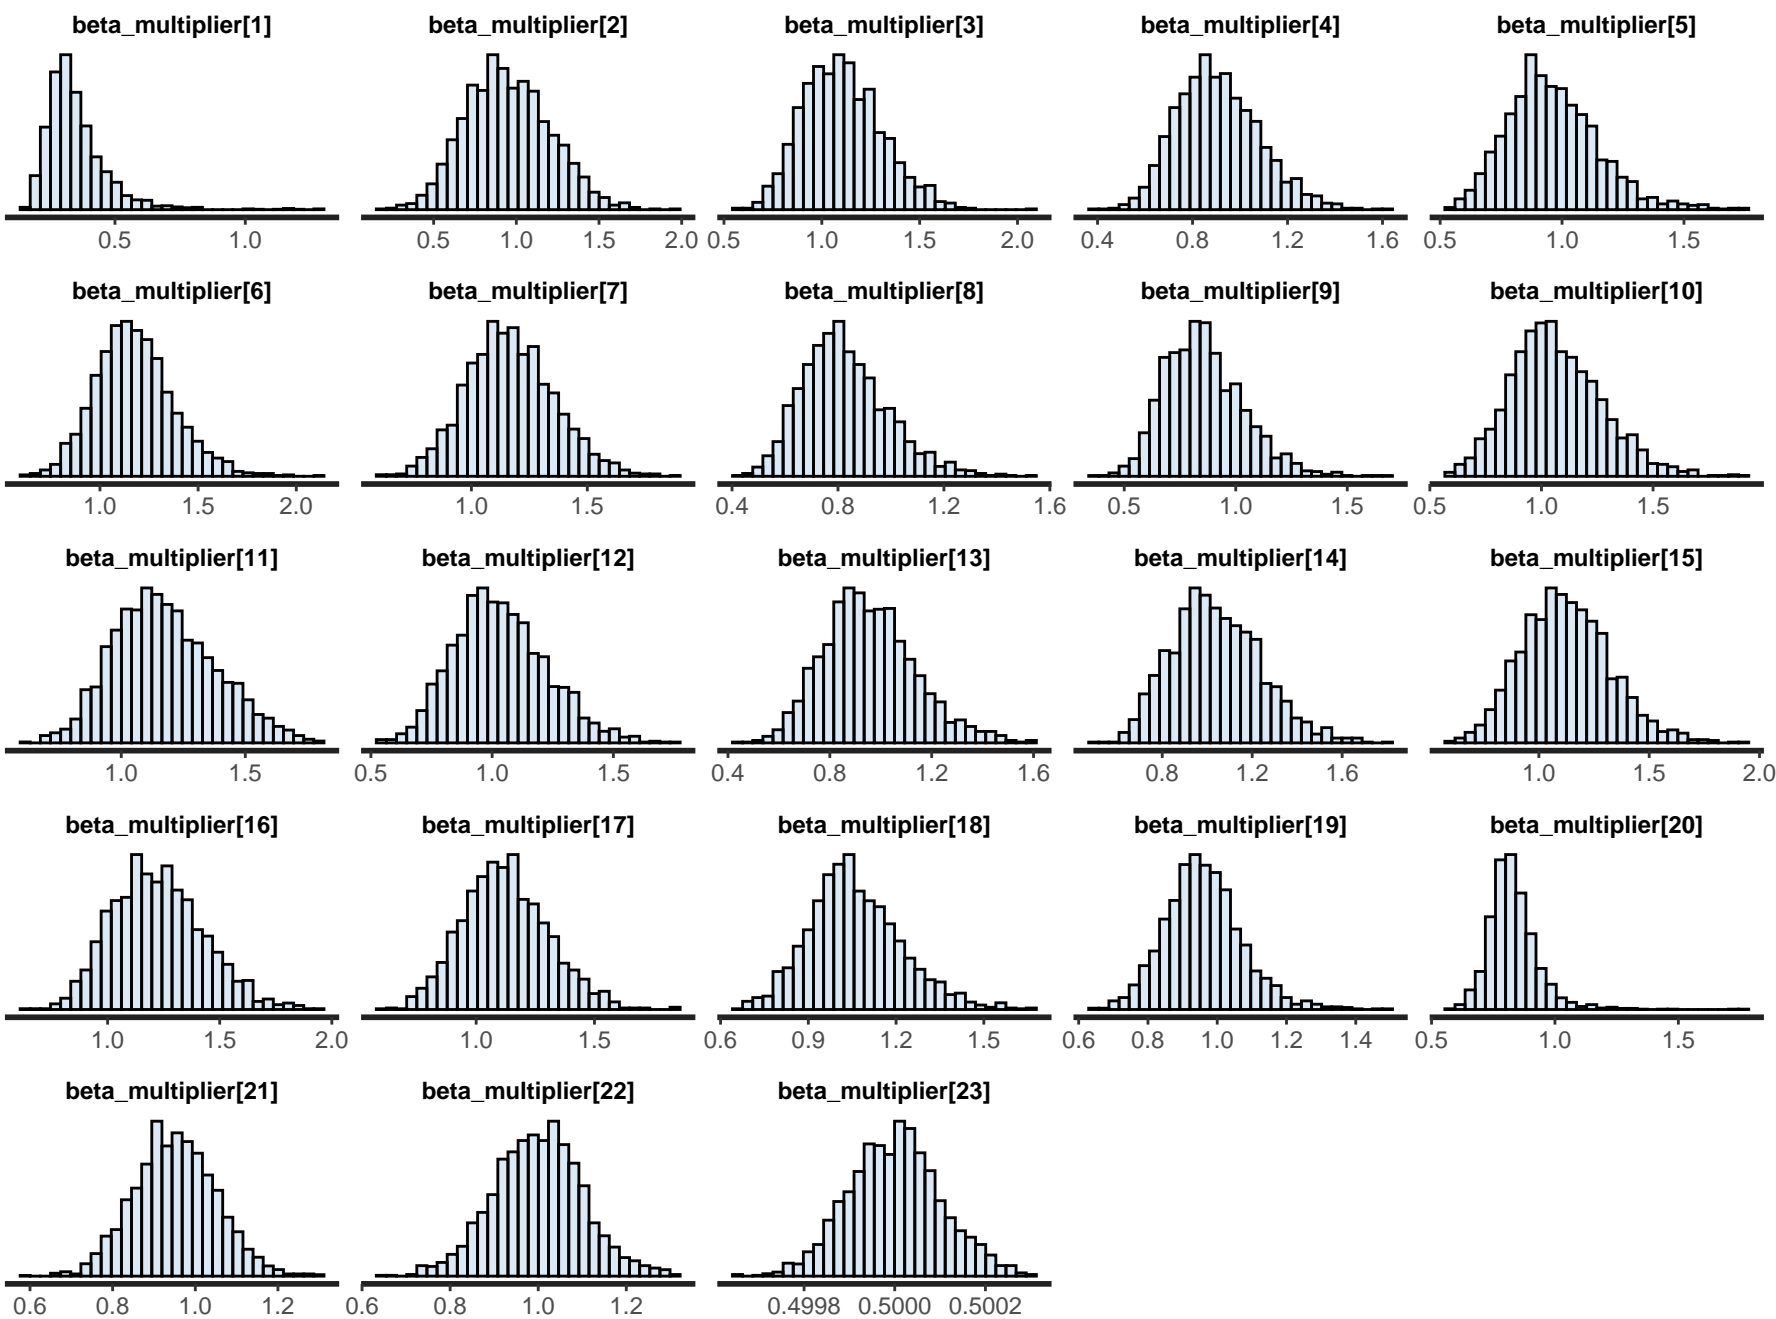 beta_multiplier[1] beta_multiplier[2] beta_multiplier[3] beta_multiplier[4] beta_multiplier[5]
0.5 1.0 0.5 1.0 1.5 2.0 0.5 1.0 1.5 2.0 0.4 0.8 1.2 1.6 0.5 1.0 1.5
beta_multiplier[6] beta_multiplier[7] beta_multiplier[8] beta_multiplier[9] beta_multiplier[10]
1.0 1.5 2.0 1.0 1.5 0.4 0.8 1.2 1.6 0.5 1.0 1.5 0.5 1.0 1.5
beta_multiplier[11] beta_multiplier[12] beta_multiplier[13] beta_multiplier[14] beta_multiplier[15]
1.0 1.5 0.5 1.0 1.5 0.4 0.8 1.2 1.6 0.8 1.2 1.6 1.0 1.5 2.0
beta_multiplier[16] beta_multiplier[17] beta_multiplier[18] beta_multiplier[19] beta_multiplier[20]
1.0 1.5 2.0 1.0 1.5 0.6 0.9 1.2 1.5 0.6 0.8 1.0 1.2 1.4 0.5 1.0 1.5
beta_multiplier[21] beta_multiplier[22] beta_multiplier[23]
0.6 0.8 1.0 1.2 0.6 0.8 1.0 1.2 0.4998 0.5000 0.5002